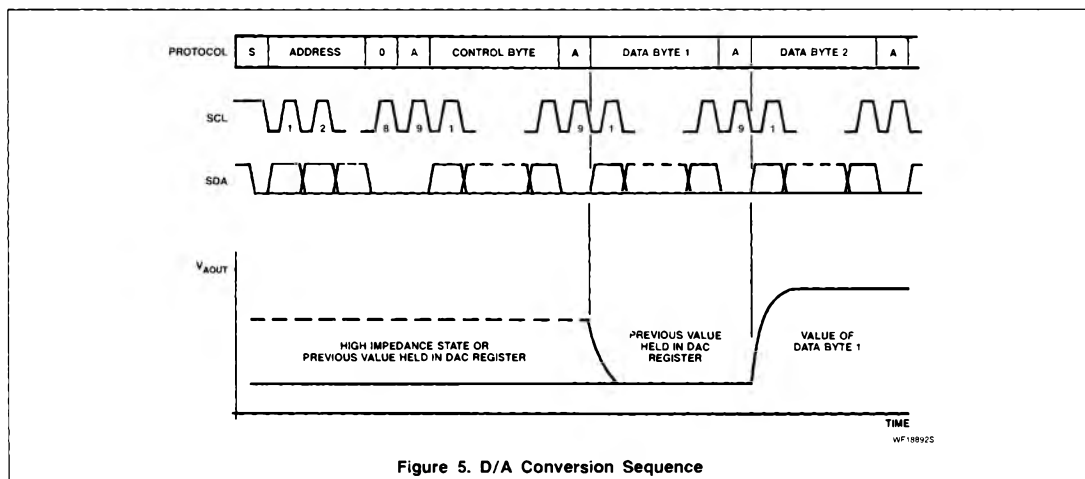 PROTOCOL S ADDRESS 0 A CONTROL BYTE A DATA BYTE 1 A DATA BYTE 2 A
SCL 1 2 8 9 1 9 1 9 1
SDA
VAOUT
HIGH IMPEDANCE STATE OR
PREVIOUS VALUE HELD IN DAC REGISTER
PREVIOUS VALUE
HELD IN DAC
REGISTER
VALUE OF
DATA BYTE 1
TIME
WF18892S
Figure 5. D/A Conversion Sequence